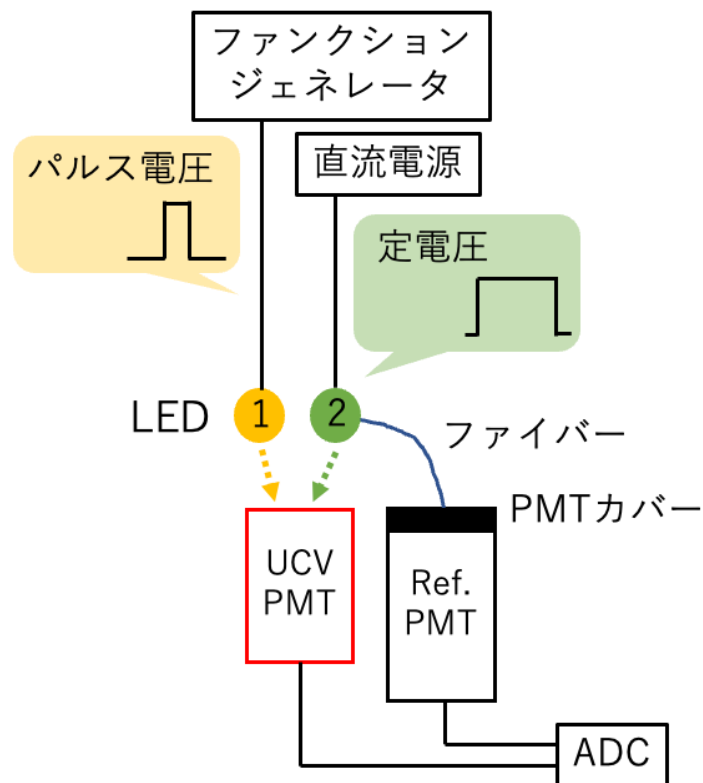 ファンクション
ジェネレータ
直流電源
パルス電圧
定電圧
LED
1
2
ファイバー
PMTカバー
UCV
PMT
Ref.
PMT
ADC